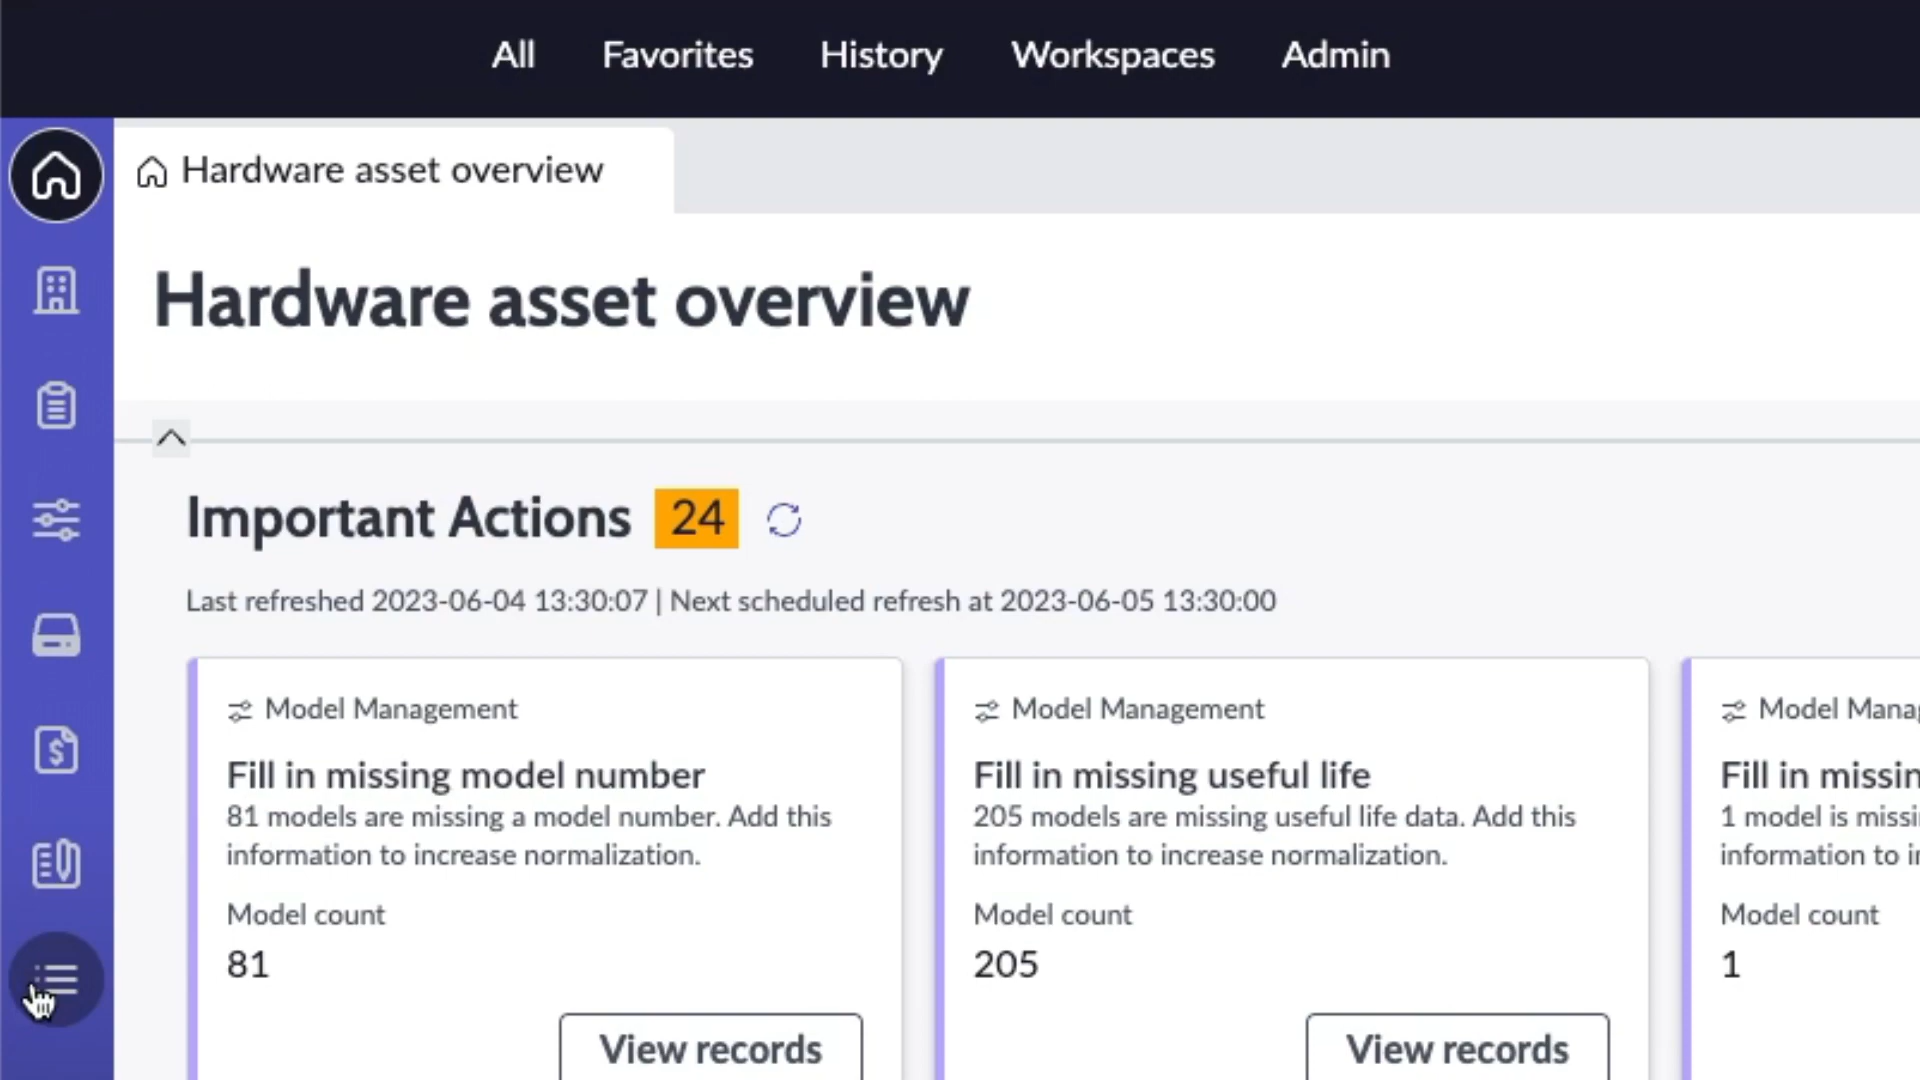 All Favorites History Workspaces Admin
Hardware asset overview
Hardware asset overview
Important Actions 24
Last refreshed 2023-06-04 13:30:07 | Next scheduled refresh at 2023-06-05 13:30:00
Model Management
Fill in missing model number
81 models are missing a model number. Add this
information to increase normalization.
Model count
81
View records
Model Management
Fill in missing useful life
205 models are missing useful life data. Add this
information to increase normalization.
Model count
205
View records
Model
Fill in
1 model is
information to
Model count
1